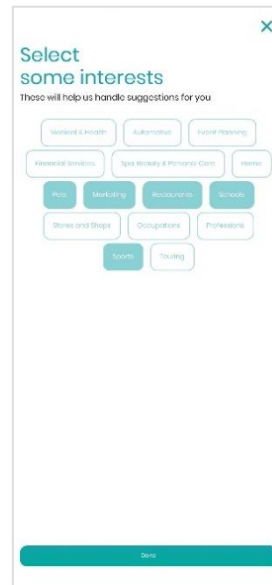 Select
some interests
These will help us handle suggestions for you
Medical & Health Automotive Event Planning
Financial Services Spa, Beauty & Personal Care Home
Pets Marketing Restaurants Schools
Stores and Shops Occupations Professions
Sports Touring
Done